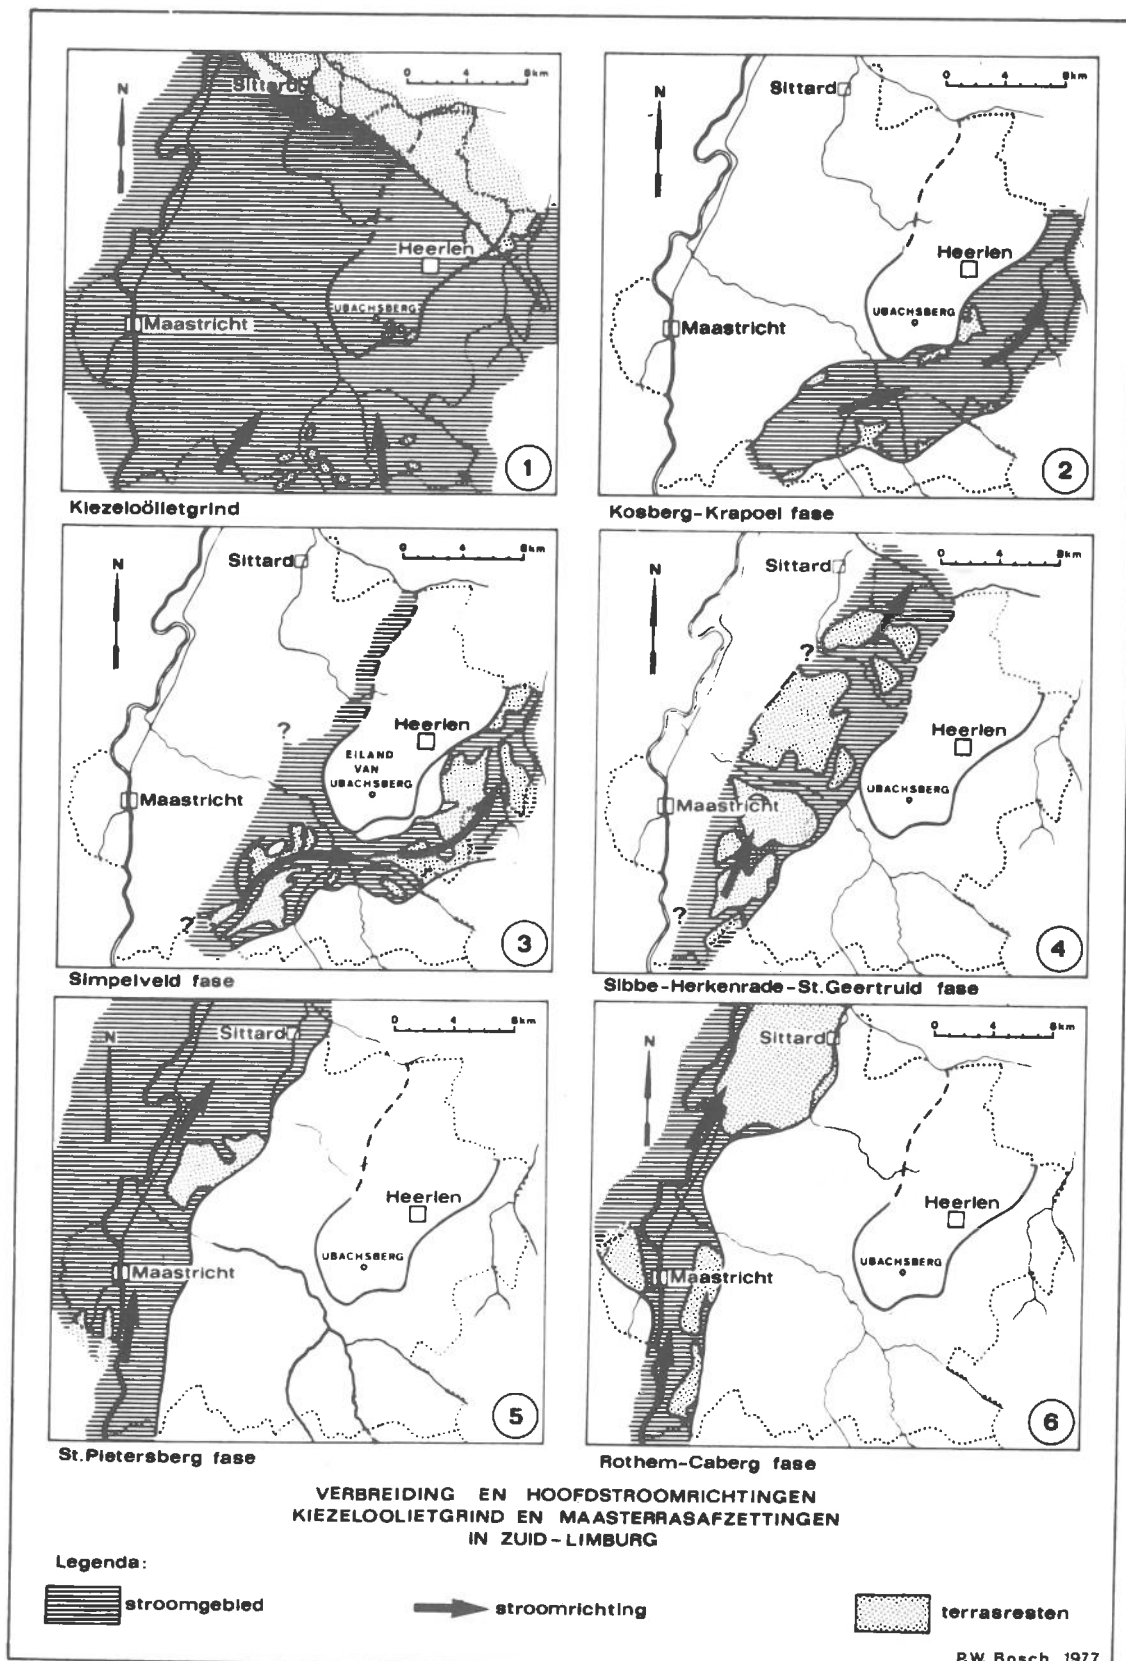 N
Sittard
0 4 8km
Heerlen
UBACHSBERG
Maastricht
1
Kiezeloölietgrind
N
Sittard
0 4 8km
Heerlen
UBACHSBERG
Maastricht
2
Kosberg-Krapoel fase
N
Sittard
0 4 8km
?
Heerlen
EILAND
VAN
UBACHSBERG
Maastricht
?
3
Simpelveld fase
N
Sittard
0 4 8km
?
Heerlen
UBACHSBERG
Maastricht
?
4
Sibbe-Herkenrade-St.Geertruid fase
N
Sittard
0 4 8km
Heerlen
UBACHSBERG
Maastricht
5
St.Pietersberg fase
N
Sittard
0 4 8km
Heerlen
UBACHSBERG
Maastricht
6
Rothem-Caberg fase
VERBREIDING EN HOOFDSTROOMRICHTINGEN
KIEZELOOLIETGRIND EN MAASTERRASAFZETTINGEN
IN ZUID-LIMBURG
Legenda:
stroomgebied
stroomrichting
terrasresten
P.W. Bosch 1977